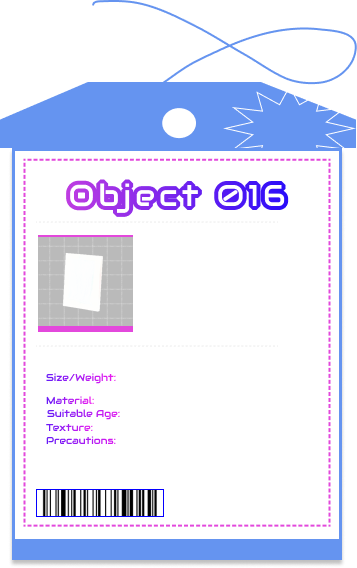 Object 016
Size/Weight:
Material:
Suitable Age:
Texture:
Precautions: